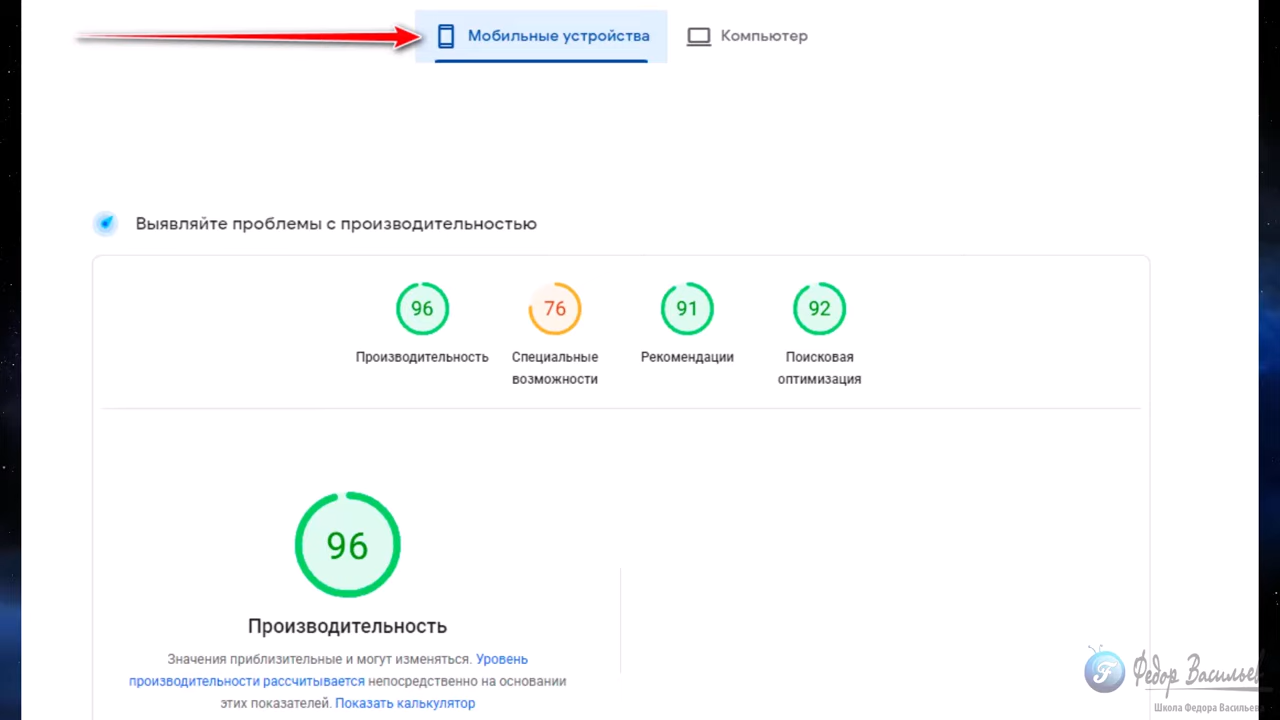 Мобильные устройства
Компьютер
Выявляйте проблемы с производительностью
96
76
91
92
Производительность
Специальные
возможности
Рекомендации
Поисковая
оптимизация
96
Производительность
Значения приблизительные и могут изменяться. Уровень
производительности рассчитывается непосредственно на основании
этих показателей. Показать калькулятор
Федор Васильев
Школа Федора Васильева